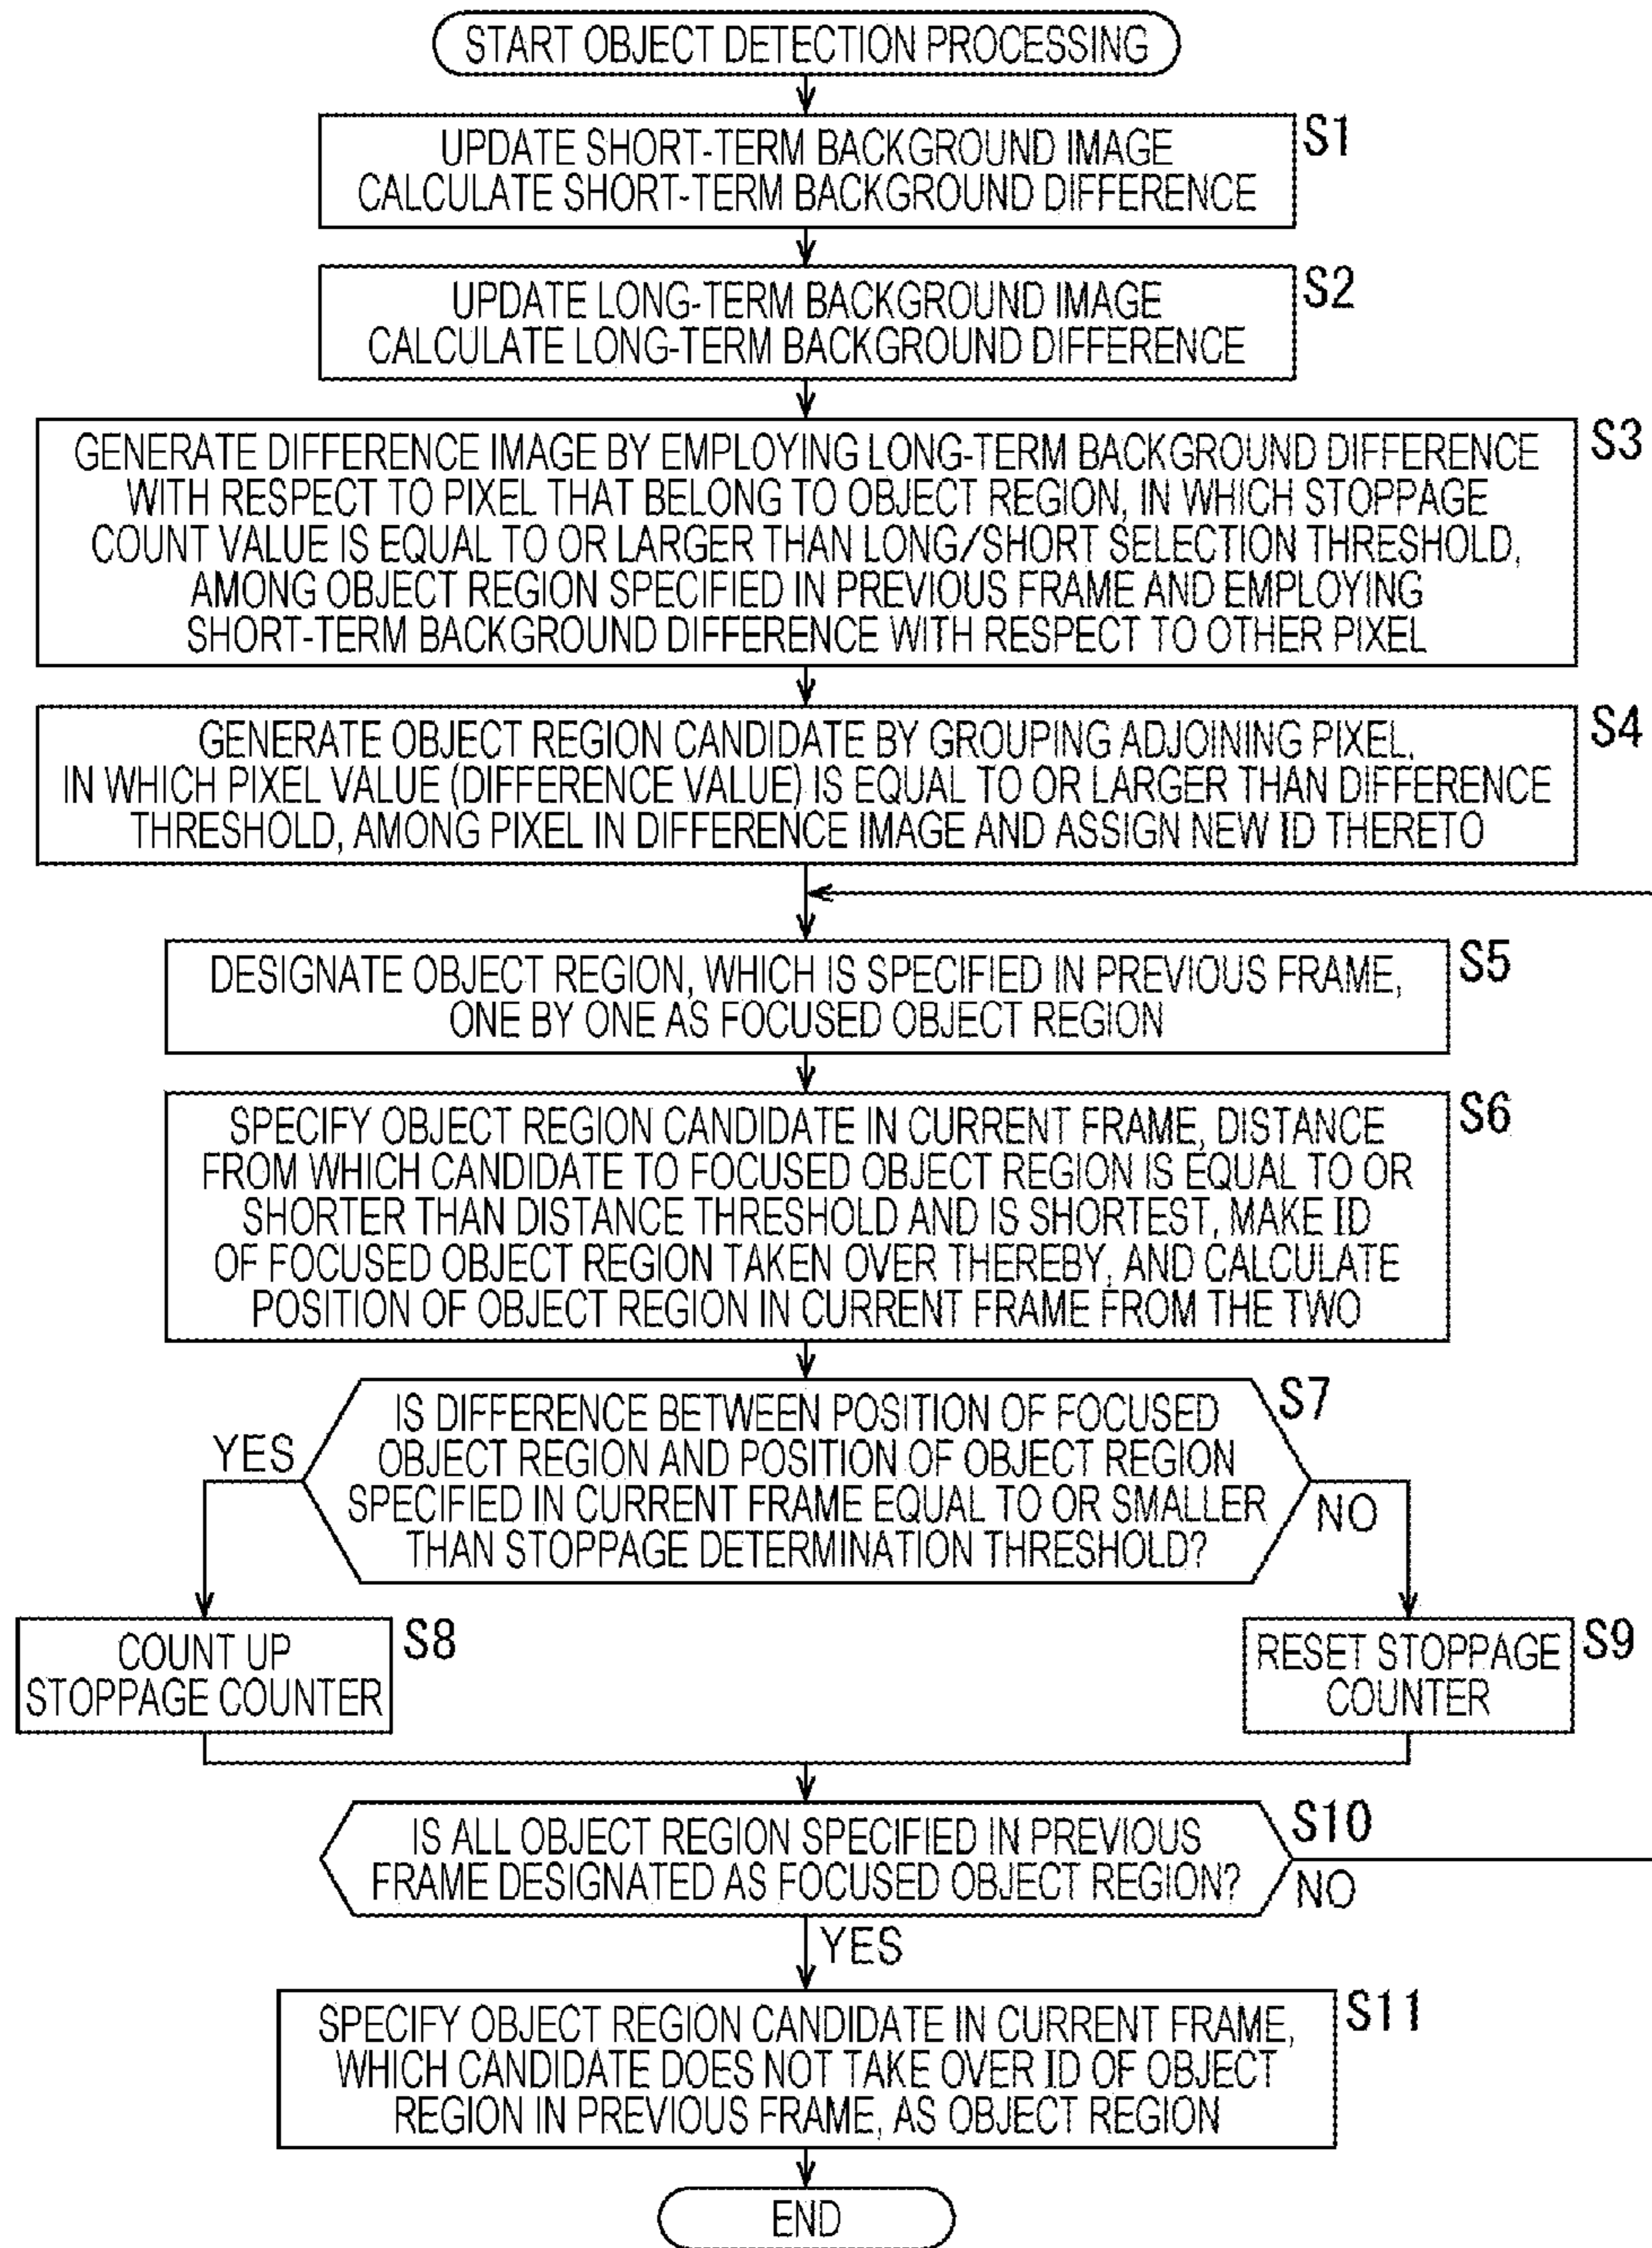 START OBJECT DETECTION PROCESSING
UPDATE SHORT-TERM BACKGROUND IMAGE
CALCULATE SHORT-TERM BACKGROUND DIFFERENCE
S1
UPDATE LONG-TERM BACKGROUND IMAGE
CALCULATE LONG-TERM BACKGROUND DIFFERENCE
S2
GENERATE DIFFERENCE IMAGE BY EMPLOYING LONG-TERM BACKGROUND DIFFERENCE
WITH RESPECT TO PIXEL THAT BELONG TO OBJECT REGION, IN WHICH STOPPAGE
COUNT VALUE IS EQUAL TO OR LARGER THAN LONG/SHORT SELECTION THRESHOLD,
AMONG OBJECT REGION SPECIFIED IN PREVIOUS FRAME AND EMPLOYING
SHORT-TERM BACKGROUND DIFFERENCE WITH RESPECT TO OTHER PIXEL
S3
GENERATE OBJECT REGION CANDIDATE BY GROUPING ADJOINING PIXEL,
IN WHICH PIXEL VALUE (DIFFERENCE VALUE) IS EQUAL TO OR LARGER THAN DIFFERENCE
THRESHOLD, AMONG PIXEL IN DIFFERENCE IMAGE AND ASSIGN NEW ID THERETO
S4
DESIGNATE OBJECT REGION, WHICH IS SPECIFIED IN PREVIOUS FRAME,
ONE BY ONE AS FOCUSED OBJECT REGION
S5
SPECIFY OBJECT REGION CANDIDATE IN CURRENT FRAME, DISTANCE
FROM WHICH CANDIDATE TO FOCUSED OBJECT REGION IS EQUAL TO OR
SHORTER THAN DISTANCE THRESHOLD AND IS SHORTEST, MAKE ID
OF FOCUSED OBJECT REGION TAKEN OVER THEREBY, AND CALCULATE
POSITION OF OBJECT REGION IN CURRENT FRAME FROM THE TWO
S6
IS DIFFERENCE BETWEEN POSITION OF FOCUSED
OBJECT REGION AND POSITION OF OBJECT REGION
SPECIFIED IN CURRENT FRAME EQUAL TO OR SMALLER
THAN STOPPAGE DETERMINATION THRESHOLD?
S7
YES
NO
COUNT UP
STOPPAGE COUNTER
S8
RESET STOPPAGE
COUNTER
S9
IS ALL OBJECT REGION SPECIFIED IN PREVIOUS
FRAME DESIGNATED AS FOCUSED OBJECT REGION?
S10
NO
YES
SPECIFY OBJECT REGION CANDIDATE IN CURRENT FRAME,
WHICH CANDIDATE DOES NOT TAKE OVER ID OF OBJECT
REGION IN PREVIOUS FRAME, AS OBJECT REGION
S11
END